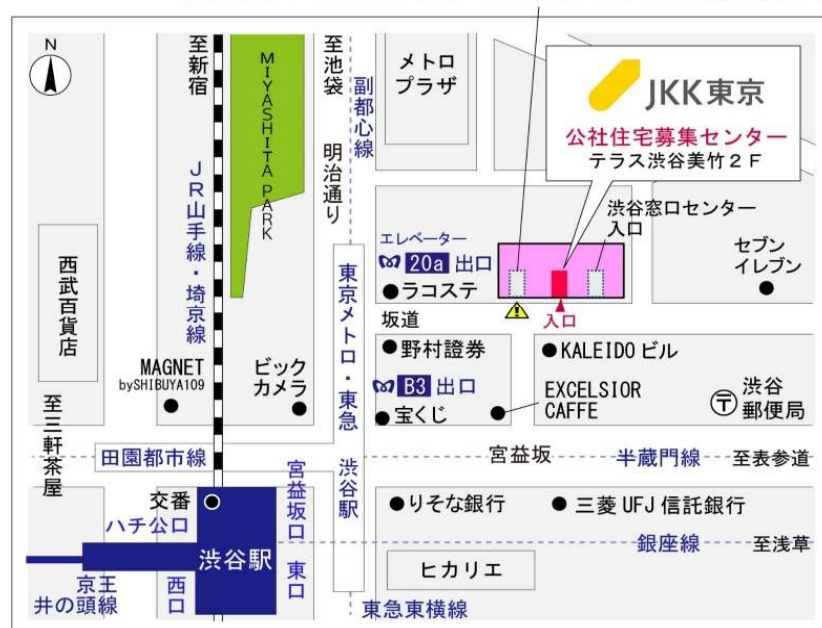 N
至新宿
MIYASHITA PARK
JR山手線・埼京線
西武百貨店
MAGNET
bySHIBUYA109
ビック
カメラ
至三軒茶屋
至池袋
副都心線
明治通り
メトロ
プラザ
JKK東京
公社住宅募集センター
テラス渋谷美竹2F
渋谷窓口センター
入口
エレベーター
20a 出口
ラコステ
入口
セブン
イレブン
坂道
東京メトロ・東急 渋谷駅
野村證券
KALEIDO ビル
B3 出口
宝くじ
EXCELSIOR
CAFFE
〒 渋谷
郵便局
田園都市線
宮益坂
半蔵門線
至表参道
交番
ハチ公口
宮益坂口
りそな銀行
三菱UFJ信託銀行
渋谷駅
銀座線
至浅草
京王
井の頭線
西口
東口
ヒカリエ
東急東横線